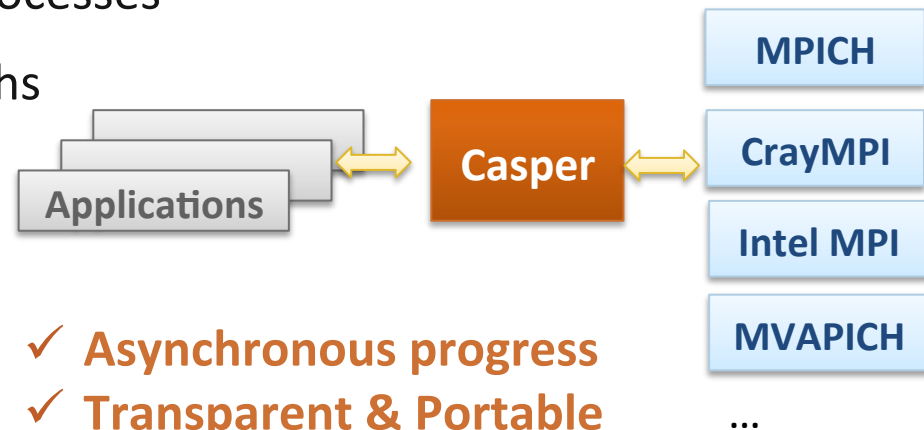 MPICH
CrayMPI
Applications
Casper
Intel MPI
MVAPICH
✓ Asynchronous progress
✓ Transparent & Portable
...